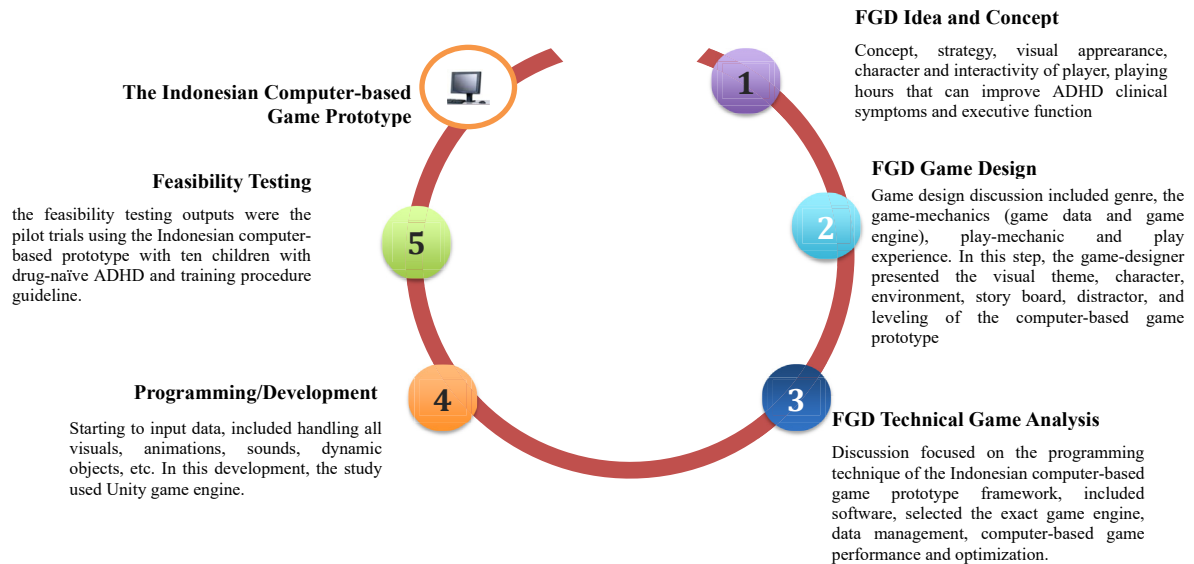 FGD Idea and Concept
Concept, strategy, visual apprearance,
character and interactivity of player, playing
hours that can improve ADHD clinical
symptoms and executive function
1
FGD Game Design
Game design discussion included genre, the
game-mechanics (game data and game
engine), play-mechanic and play
experience. In this step, the game-designer
presented the visual theme, character,
environment, story board, distractor, and
leveling of the computer-based game
prototype
2
FGD Technical Game Analysis
Discussion focused on the programming
technique of the Indonesian computer-based
game prototype framework, included
software, selected the exact game engine,
data management, computer-based game
performance and optimization.
3
Programming/Development
Starting to input data, included handling all
visuals, animations, sounds, dynamic
objects, etc. In this development, the study
used Unity game engine.
4
Feasibility Testing
the feasibility testing outputs were the
pilot trials using the Indonesian computer-
based prototype with ten children with
drug-naïve ADHD and training procedure
guideline.
5
The Indonesian Computer-based
Game Prototype